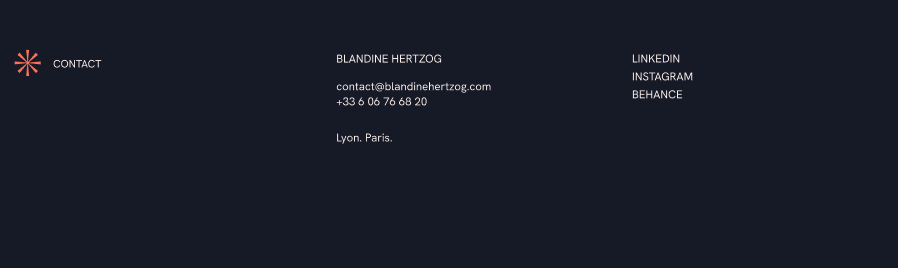 CONTACT
BLANDINE HERTZOG
contact@blandinehertzog.com
+33 6 06 76 68 20
Lyon. Paris.
LINKEDIN
INSTAGRAM
BEHANCE